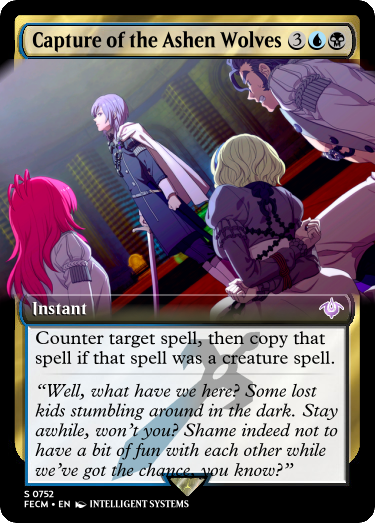 Capture of the Ashen Wolves 3
Instant
Counter target spell, then copy that
spell if that spell was a creature spell.
“Well, what have we here? Some lost
kids stumbling around in the dark. Stay
awhile, won’t you? Shame indeed not to
have a bit of fun with each other while
we’ve got the chance, you know?”
S 0752
FECM • EN INTELLIGENT SYSTEMS